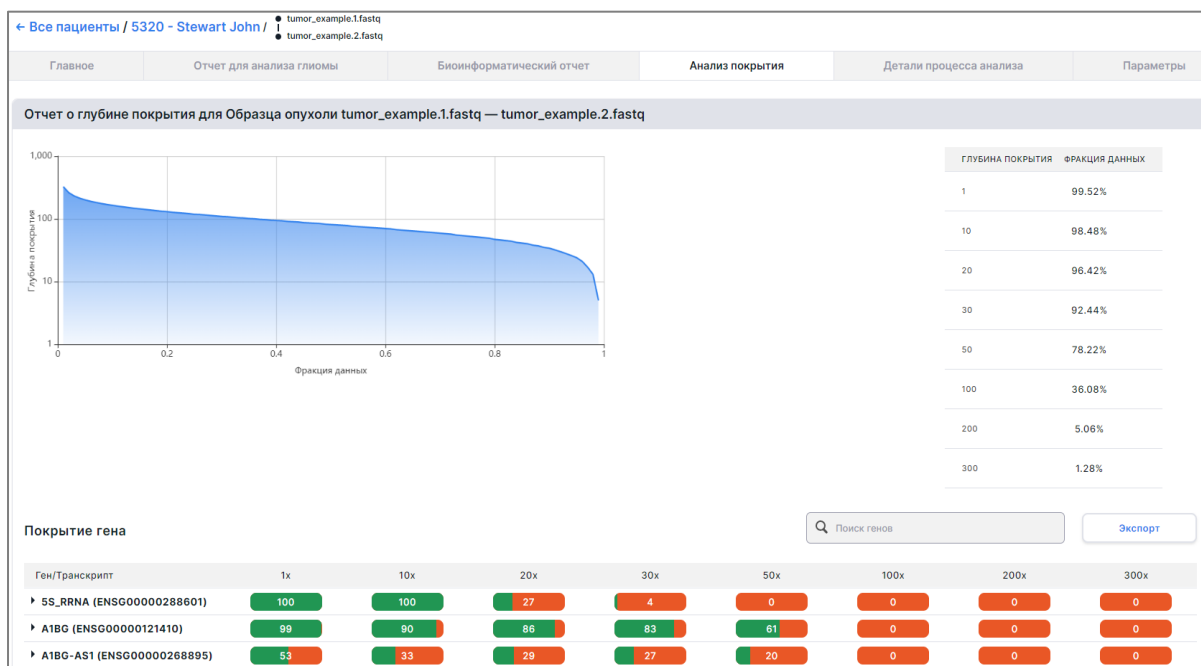 ← Все пациенты / 5320 - Stewart John / tumor_example.1.fastq
tumor_example.2.fastq
Главное Отчет для анализа глиомы Биоинформатический отчет Анализ покрытия Детали процесса анализа Параметры
Отчет о глубине покрытия для Образца опухоли tumor_example.1.fastq — tumor_example.2.fastq
1,000
100
10
1
Глубина покрытия
0 0.2 0.4 0.6 0.8 1
Фракция данных
ГЛУБИНА ПОКРЫТИЯ ФРАКЦИЯ ДАННЫХ
1 99.52%
10 98.48%
20 96.42%
30 92.44%
50 78.22%
100 36.08%
200 5.06%
300 1.28%
Покрытие гена Поиск генов Экспорт
Ген/Транскрипт 1x 10x 20x 30x 50x 100x 200x 300x
5S_RRNA (ENSG00000288601) 100 100 27 4 0 0 0 0
A1BG (ENSG00000121410) 99 90 86 83 61 0 0 0
A1BG-AS1 (ENSG00000268895) 53 33 29 27 20 0 0 0